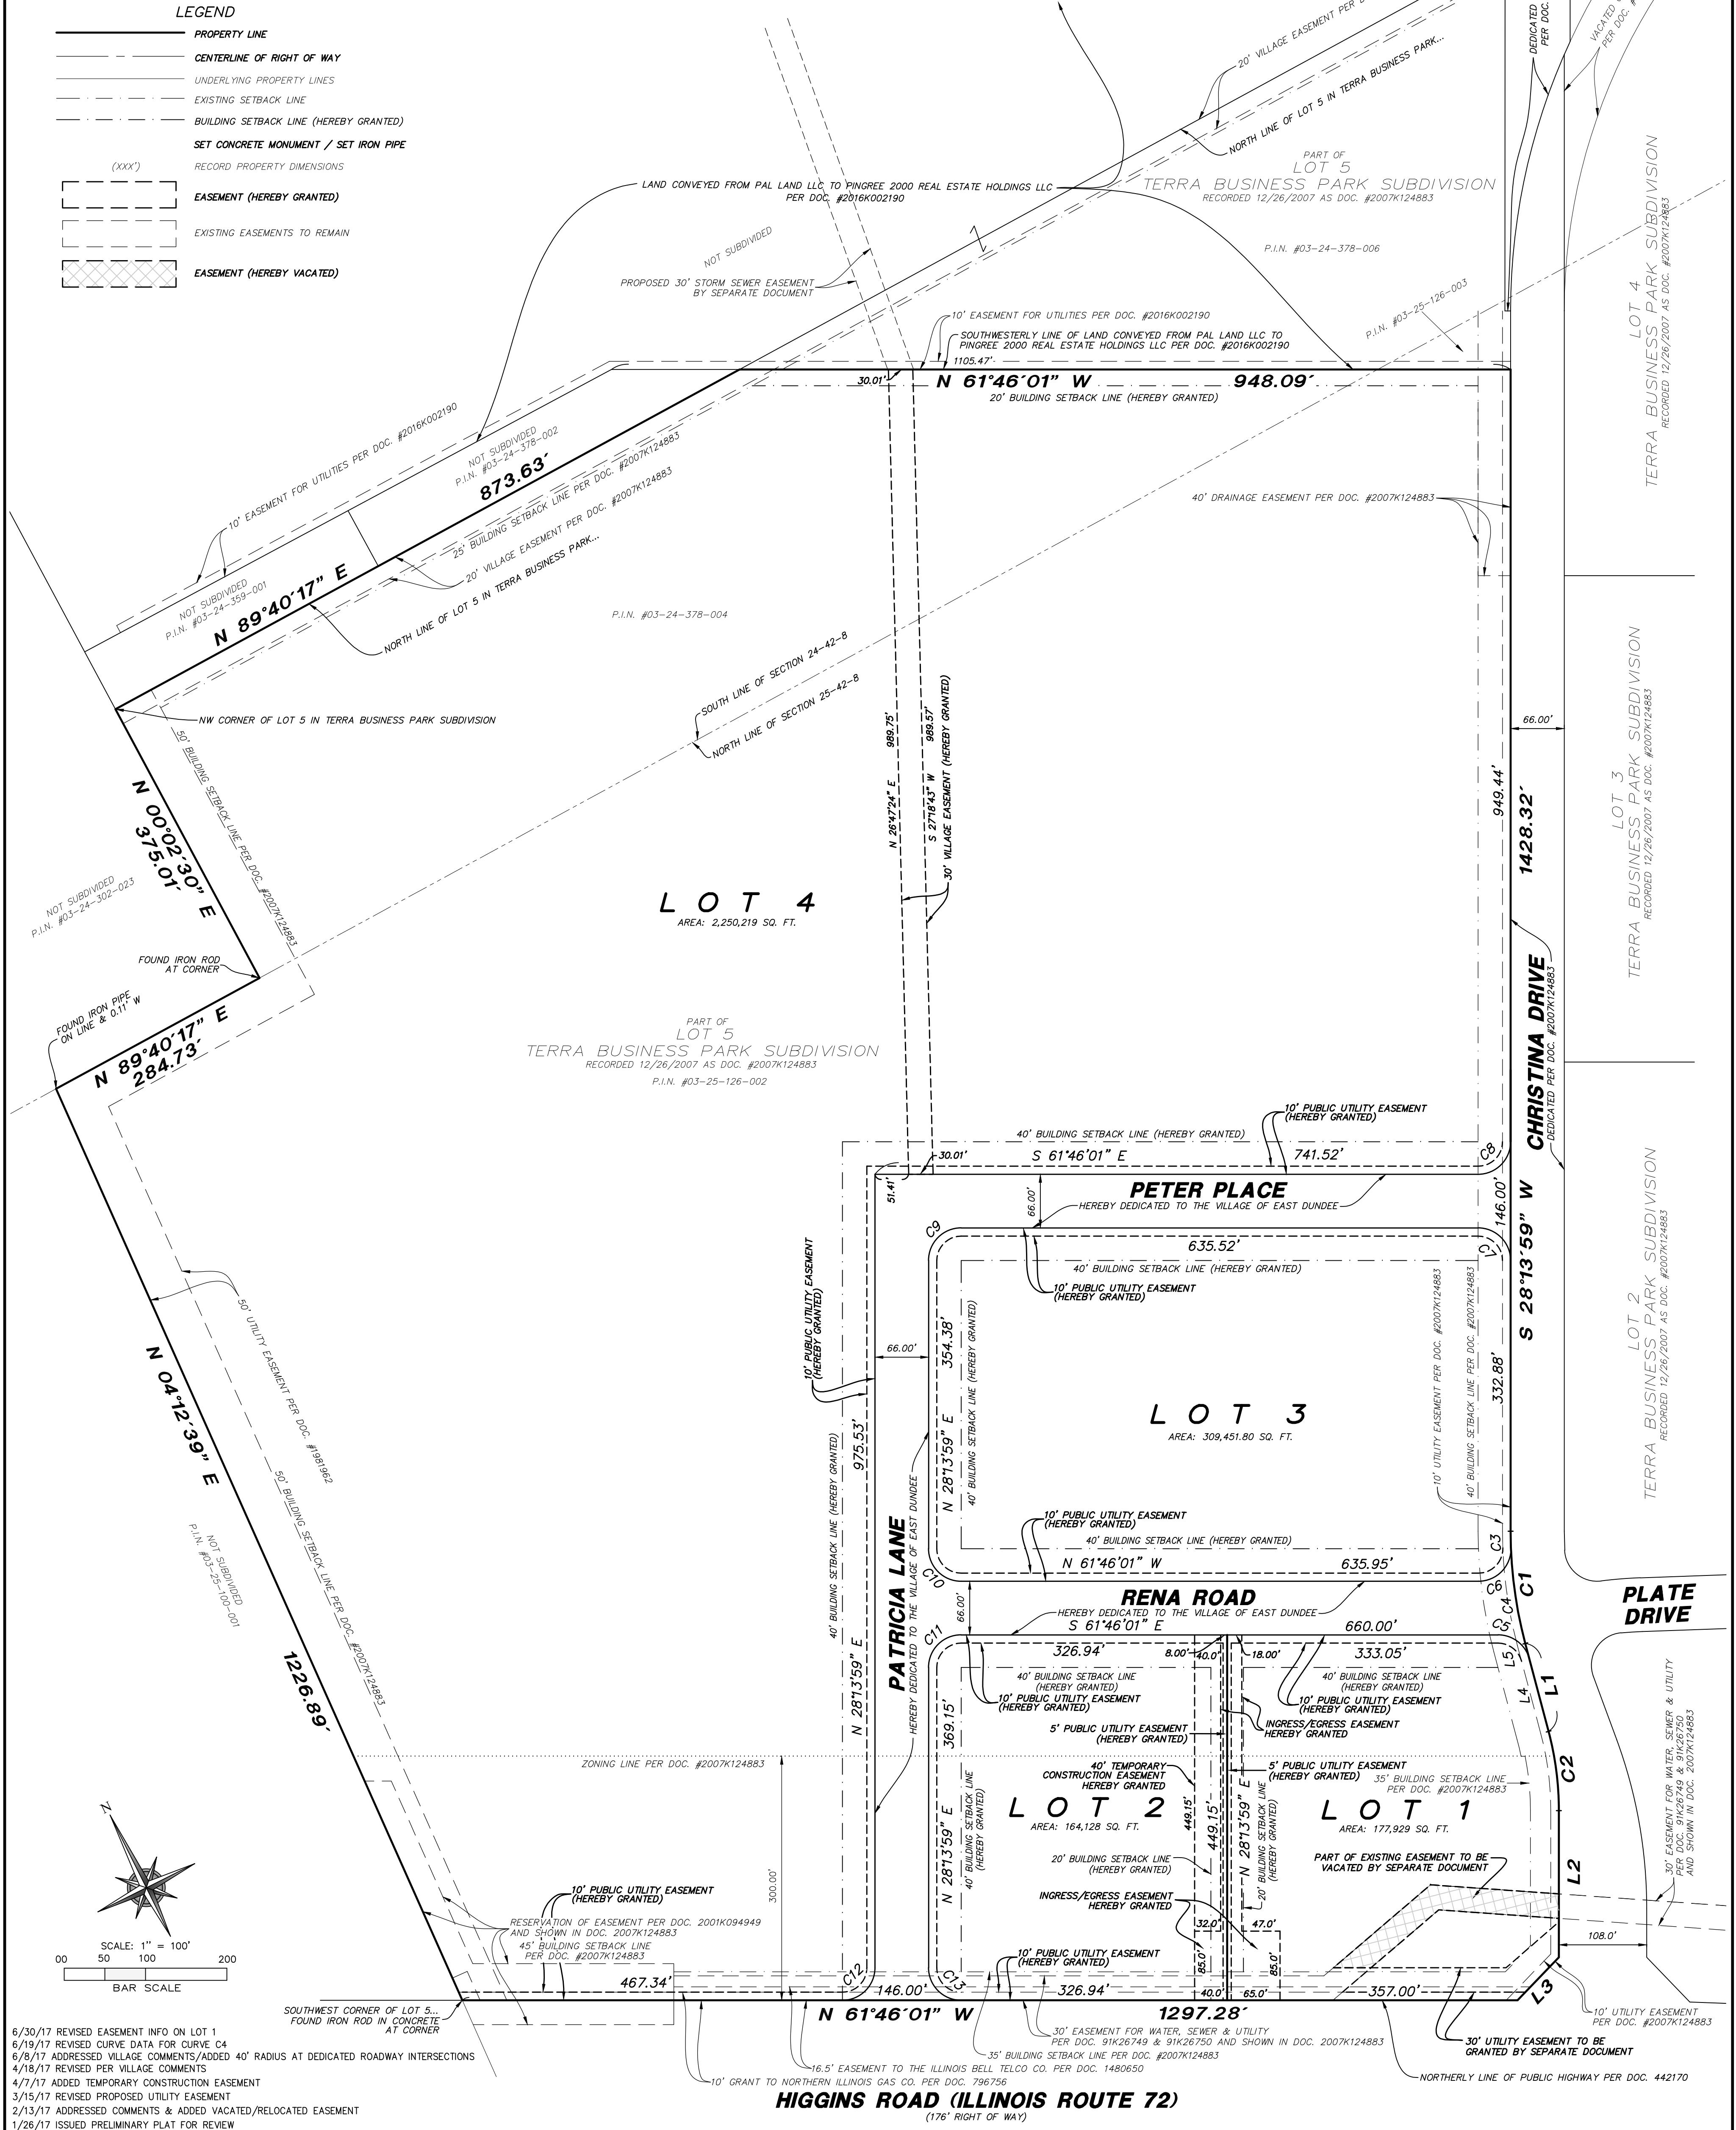 LEGEND
PROPERTY LINE
CENTERLINE OF RIGHT OF WAY
UNDERLYING PROPERTY LINES
EXISTING SETBACK LINE
BUILDING SETBACK LINE (HEREBY GRANTED)
SET CONCRETE MONUMENT / SET IRON PIPE
(XXX') RECORD PROPERTY DIMENSIONS
EASEMENT (HEREBY GRANTED)
EXISTING EASEMENTS TO REMAIN
EASEMENT (HEREBY VACATED)
20' VILLAGE EASEMENT PER
NORTH LINE OF LOT 5 IN TERRA BUSINESS PARK...
DEDICATED
PER DOC.
VACATED
PER DOC. #
LAND CONVEYED FROM PAL LAND LLC TO PINGREE 2000 REAL ESTATE HOLDINGS LLC
PER DOC. #2016K002190
PART OF
LOT 5
TERRA BUSINESS PARK SUBDIVISION
RECORDED 12/26/2007 AS DOC. #2007K124883
P.I.N. #03-24-378-006
NOT SUBDIVIDED
PROPOSED 30' STORM SEWER EASEMENT
BY SEPARATE DOCUMENT
10' EASEMENT FOR UTILITIES PER DOC. #2016K002190
SOUTHWESTERLY LINE OF LAND CONVEYED FROM PAL LAND LLC TO
PINGREE 2000 REAL ESTATE HOLDINGS LLC PER DOC. #2016K002190
P.I.N. #03-25-126-003
1105.47'
30.01'
N 61°46'01" W 948.09'
20' BUILDING SETBACK LINE (HEREBY GRANTED)
LOT 4
TERRA BUSINESS PARK SUBDIVISION
RECORDED 12/26/2007 AS DOC. #2007K124883
10' EASEMENT FOR UTILITIES PER DOC. #2016K002190
NOT SUBDIVIDED
P.I.N. #03-24-378-002
873.63'
25' BUILDING SETBACK LINE PER DOC. #2007K124883
20' VILLAGE EASEMENT PER DOC. #2007K124883
NOT SUBDIVIDED
P.I.N. #03-24-359-001
N 89°40'17" E
NORTH LINE OF LOT 5 IN TERRA BUSINESS PARK...
40' DRAINAGE EASEMENT PER DOC. #2007K124883
P.I.N. #03-24-378-004
SOUTH LINE OF SECTION 24-42-8
NORTH LINE OF SECTION 25-42-8
NW CORNER OF LOT 5 IN TERRA BUSINESS PARK SUBDIVISION
50' BUILDING SETBACK LINE PER DOC. #2007K124883
N 00°02'30" E
375.01'
NOT SUBDIVIDED
P.I.N. #03-24-302-023
FOUND IRON ROD
AT CORNER
FOUND IRON PIPE
ON LINE & 0.11' W
N 89°40'17" E
284.73'
989.75'
N 26°47'24" E
989.57'
S 27°18'43" W
30' VILLAGE EASEMENT (HEREBY GRANTED)
66.00'
949.44'
1428.32'
LOT 3
TERRA BUSINESS PARK SUBDIVISION
RECORDED 12/26/2007 AS DOC. #2007K124883
LOT 4
AREA: 2,250,219 SQ. FT.
PART OF
LOT 5
TERRA BUSINESS PARK SUBDIVISION
RECORDED 12/26/2007 AS DOC. #2007K124883
P.I.N. #03-25-126-002
CHRISTINA DRIVE
DEDICATED PER DOC. #2007K124883
S 28°13'59" W
10' PUBLIC UTILITY EASEMENT
(HEREBY GRANTED)
40' BUILDING SETBACK LINE (HEREBY GRANTED)
30.01'
S 61°46'01" E 741.52'
C8
51.41'
PETER PLACE
HEREBY DEDICATED TO THE VILLAGE OF EAST DUNDEE
66.00'
146.00'
C9
635.52'
C7
40' BUILDING SETBACK LINE (HEREBY GRANTED)
10' PUBLIC UTILITY EASEMENT
(HEREBY GRANTED)
10' PUBLIC UTILITY EASEMENT
(HEREBY GRANTED)
LOT 2
TERRA BUSINESS PARK SUBDIVISION
RECORDED 12/26/2007 AS DOC. #2007K124883
50' UTILITY EASEMENT PER DOC. #1981962
N 04°12'39" E
1226.89'
50' BUILDING SETBACK LINE PER DOC. #2007K124883
NOT SUBDIVIDED
P.I.N. #03-25-100-001
66.00'
354.38'
N 28°13'59" E
40' BUILDING SETBACK LINE (HEREBY GRANTED)
975.53'
40' BUILDING SETBACK LINE (HEREBY GRANTED)
N 28°13'59" E
PATRICIA LANE
HEREBY DEDICATED TO THE VILLAGE OF EAST DUNDEE
LOT 3
AREA: 309,451.80 SQ. FT.
10' UTILITY EASEMENT PER DOC. #2007K124883
40' BUILDING SETBACK LINE PER DOC. #2007K124883
332.88'
10' PUBLIC UTILITY EASEMENT
(HEREBY GRANTED)
40' BUILDING SETBACK LINE (HEREBY GRANTED)
N 61°46'01" W 635.95'
C3
C10
C6
C1
C4
RENA ROAD
HEREBY DEDICATED TO THE VILLAGE OF EAST DUNDEE
66.00'
S 61°46'01" E 660.00'
PLATE
DRIVE
C11
C5
L5
326.94'
8.00'
40.0'
18.00'
333.05'
40' BUILDING SETBACK LINE
(HEREBY GRANTED)
10' PUBLIC UTILITY EASEMENT
(HEREBY GRANTED)
40' BUILDING SETBACK LINE
(HEREBY GRANTED)
10' PUBLIC UTILITY EASEMENT
(HEREBY GRANTED)
L4
L1
5' PUBLIC UTILITY EASEMENT
(HEREBY GRANTED)
INGRESS/EGRESS EASEMENT
HEREBY GRANTED
369.15'
N 28°13'59" E
40' BUILDING SETBACK LINE
(HEREBY GRANTED)
ZONING LINE PER DOC. #2007K124883
300.00'
40' TEMPORARY
CONSTRUCTION EASEMENT
HEREBY GRANTED
5' PUBLIC UTILITY EASEMENT
(HEREBY GRANTED)
35' BUILDING SETBACK LINE
PER DOC. #2007K124883
C2
LOT 2
AREA: 164,128 SQ. FT.
449.15'
449.15'
N 28°13'59" E
20' BUILDING SETBACK LINE
(HEREBY GRANTED)
LOT 1
AREA: 177,929 SQ. FT.
20' BUILDING SETBACK LINE
(HEREBY GRANTED)
PART OF EXISTING EASEMENT TO BE
VACATED BY SEPARATE DOCUMENT
L2
30' EASEMENT FOR WATER, SEWER & UTILITY
PER DOC. 91K26749 & 91K26750
AND SHOWN IN DOC. 2007K124883
INGRESS/EGRESS EASEMENT
HEREBY GRANTED
32.0'
47.0'
85.0'
85.0'
108.0'
10' PUBLIC UTILITY EASEMENT
(HEREBY GRANTED)
RESERVATION OF EASEMENT PER DOC. 2001K094949
AND SHOWN IN DOC. 2007K124883
45' BUILDING SETBACK LINE
PER DOC. #2007K124883
10' PUBLIC UTILITY EASEMENT
(HEREBY GRANTED)
467.34'
C12
146.00'
C13
326.94'
40.0'
65.0'
357.00'
L3
N 61°46'01" W 1297.28'
Z
SCALE: 1" = 100'
00 50 100 200
BAR SCALE
SOUTHWEST CORNER OF LOT 5...
FOUND IRON ROD IN CONCRETE
AT CORNER
10' UTILITY EASEMENT
PER DOC. #2007K124883
30' UTILITY EASEMENT TO BE
GRANTED BY SEPARATE DOCUMENT
30' EASEMENT FOR WATER, SEWER & UTILITY
PER DOC. 91K26749 & 91K26750 AND SHOWN IN DOC. 2007K124883
35' BUILDING SETBACK LINE PER DOC. #2007K124883
16.5' EASEMENT TO THE ILLINOIS BELL TELCO CO. PER DOC. 1480650
10' GRANT TO NORTHERN ILLINOIS GAS CO. PER DOC. 796756
NORTHERLY LINE OF PUBLIC HIGHWAY PER DOC. 442170
HIGGINS ROAD (ILLINOIS ROUTE 72)
(176' RIGHT OF WAY)
6/30/17 REVISED EASEMENT INFO ON LOT 1
6/19/17 REVISED CURVE DATA FOR CURVE C4
6/8/17 ADDRESSED VILLAGE COMMENTS/ADDED 40' RADIUS AT DEDICATED ROADWAY INTERSECTIONS
4/18/17 REVISED PER VILLAGE COMMENTS
4/7/17 ADDED TEMPORARY CONSTRUCTION EASEMENT
3/15/17 REVISED PROPOSED UTILITY EASEMENT
2/13/17 ADDRESSED COMMENTS & ADDED VACATED/RELOCATED EASEMENT
1/26/17 ISSUED PRELIMINARY PLAT FOR REVIEW